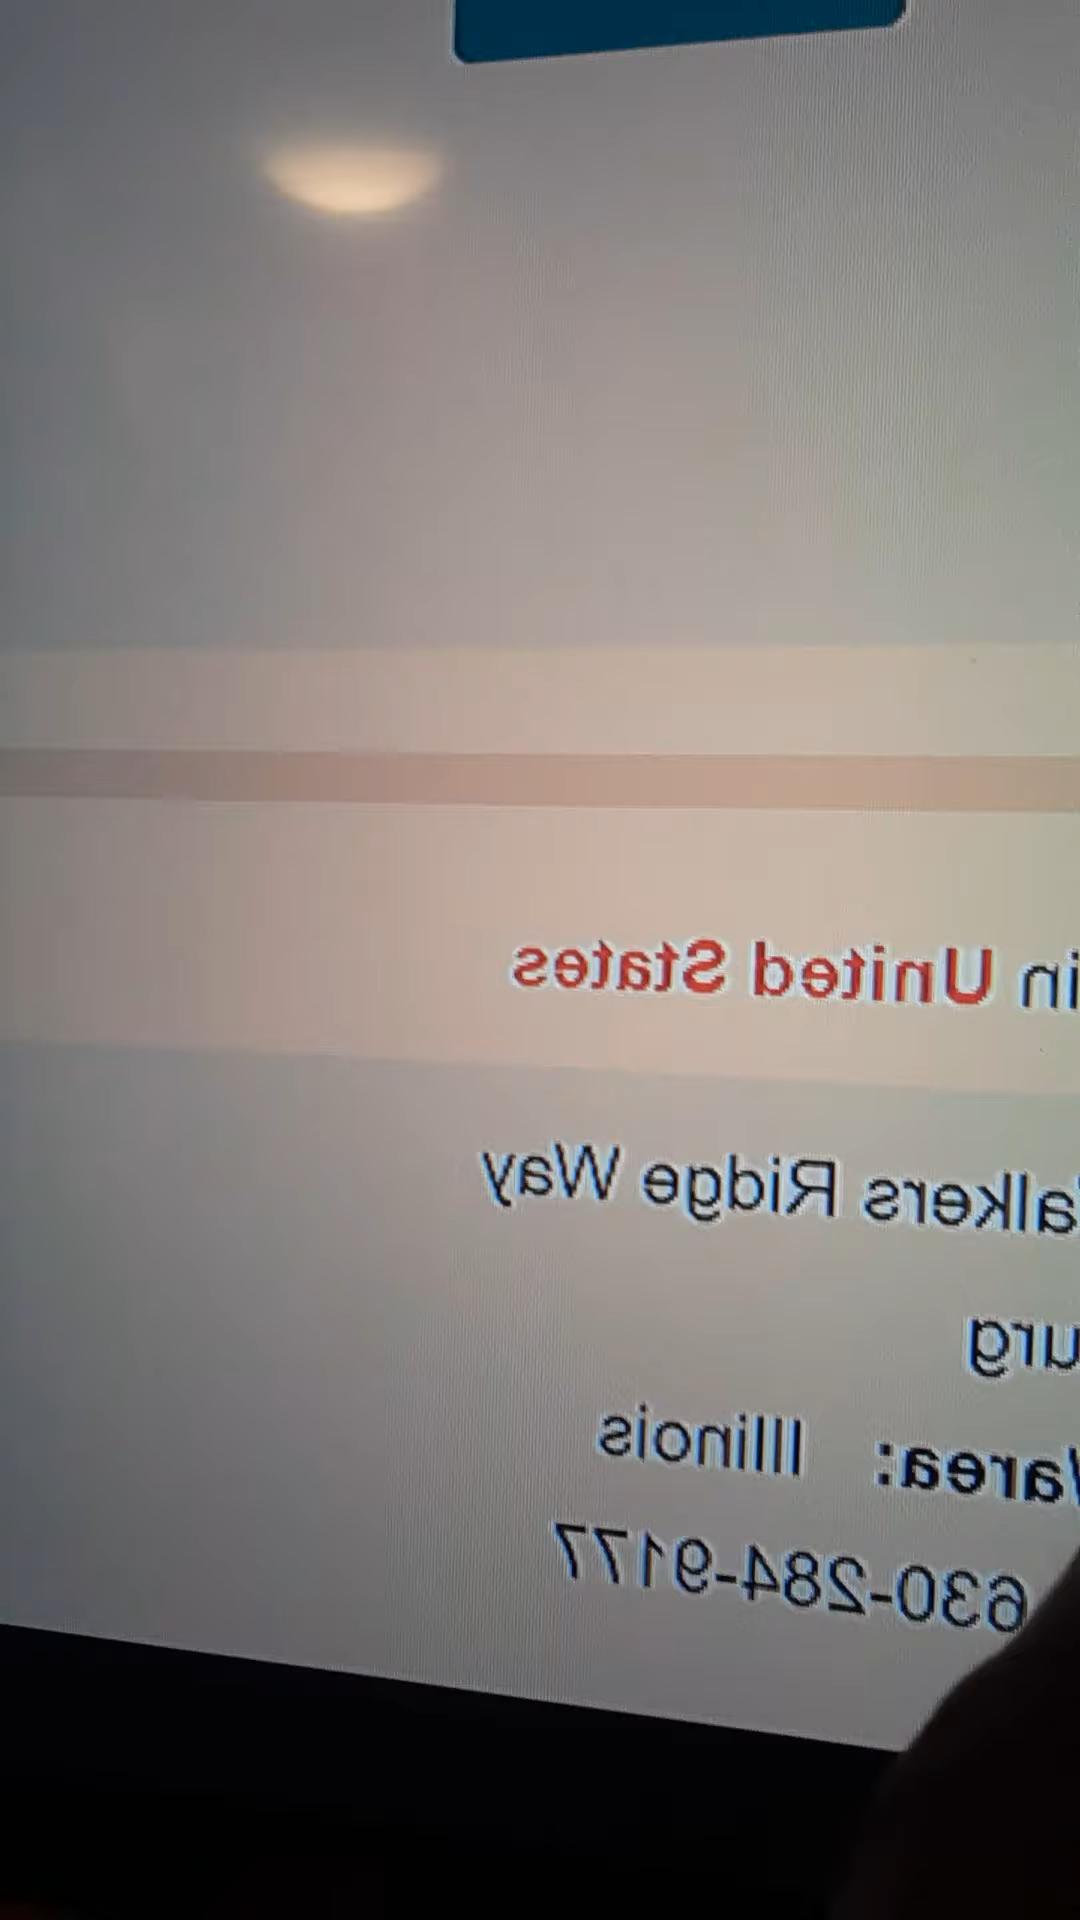 in United States
alkers Ridge Way
urg
/area: Illinois
630-284-9177